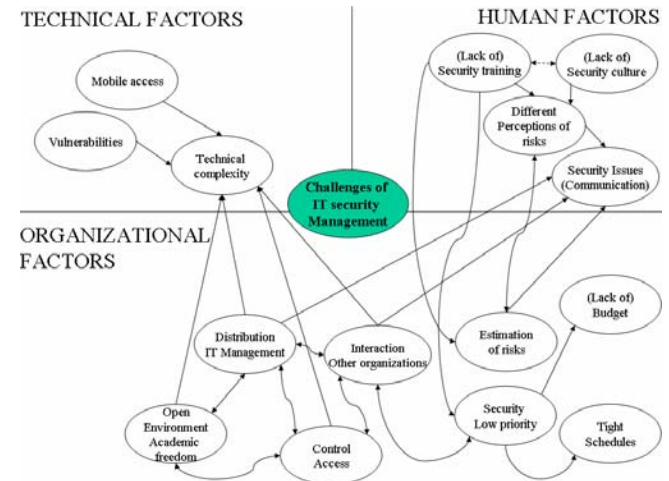 TECHNICAL FACTORS
HUMAN FACTORS
Mobile access
Vulnerabilities
Technical
complexity
(Lack of)
Security training
(Lack of)
Security culture
Different
Perceptions of
risks
Security Issues
(Communication)
Challenges of
IT security
Management
ORGANIZATIONAL
FACTORS
Distribution
IT Management
Interaction
Other organizations
Open
Environment
Academic
freedom
Control
Access
Estimation
of risks
(Lack of)
Budget
Security
Low priority
Tight
Schedules